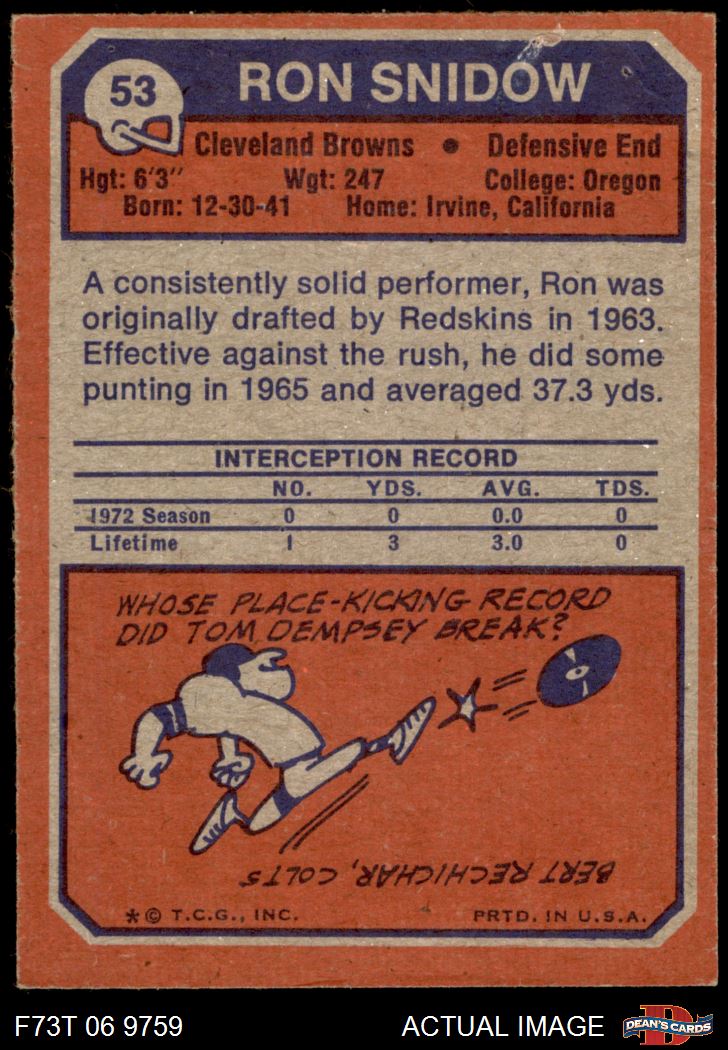 53
RON SNIDOW
Cleveland Browns • Defensive End
Hgt: 6'3" Wgt: 247 College: Oregon
Born: 12-30-41 Home: Irvine, California
A consistently solid performer, Ron was
originally drafted by Redskins in 1963.
Effective against the rush, he did some
punting in 1965 and averaged 37.3 yds.
INTERCEPTION RECORD
NO. YDS. AVG. TDS.
1972 Season 0 0 0.0 0
Lifetime 1 3 3.0 0
WHOSE PLACE-KICKING RECORD
DID TOM DEMPSEY BREAK?
BERT RECHICHAR, COLTS
*© T.C.G., INC. PRTD. IN U.S.A.
F73T 06 9759 ACTUAL IMAGE
D
DEAN'S CARDS